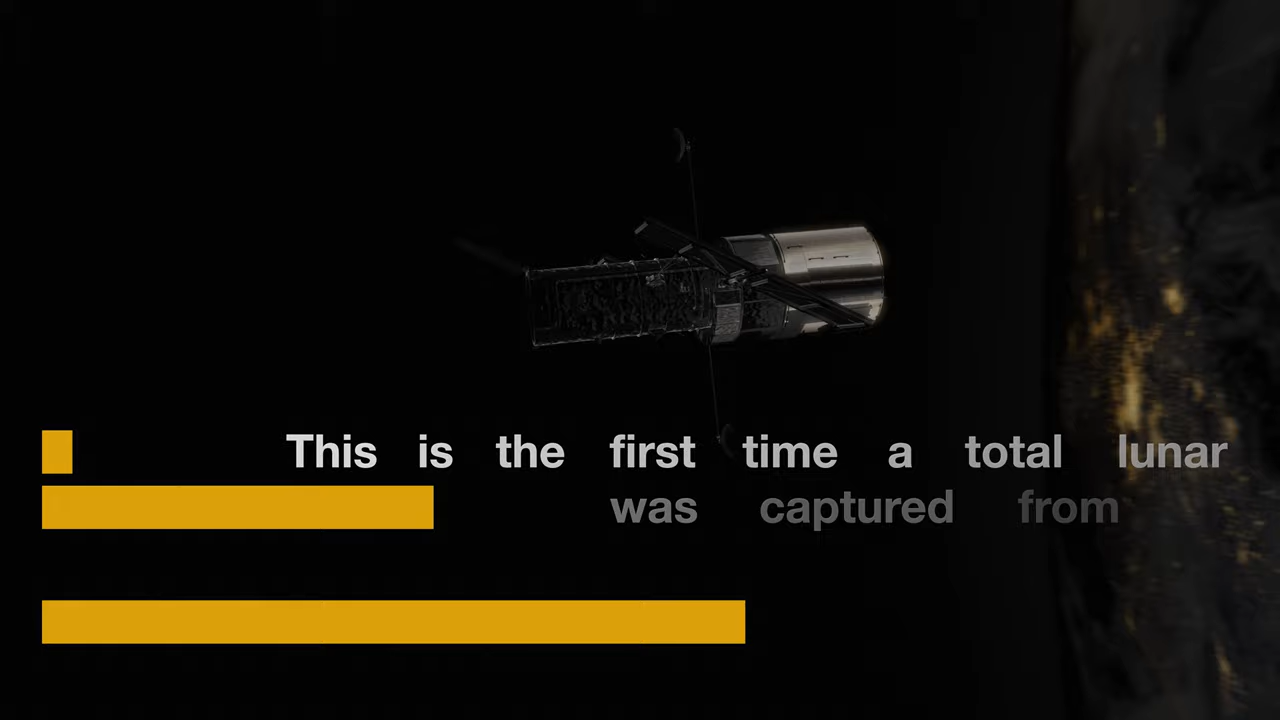 This is the first time a total lunar
was captured from